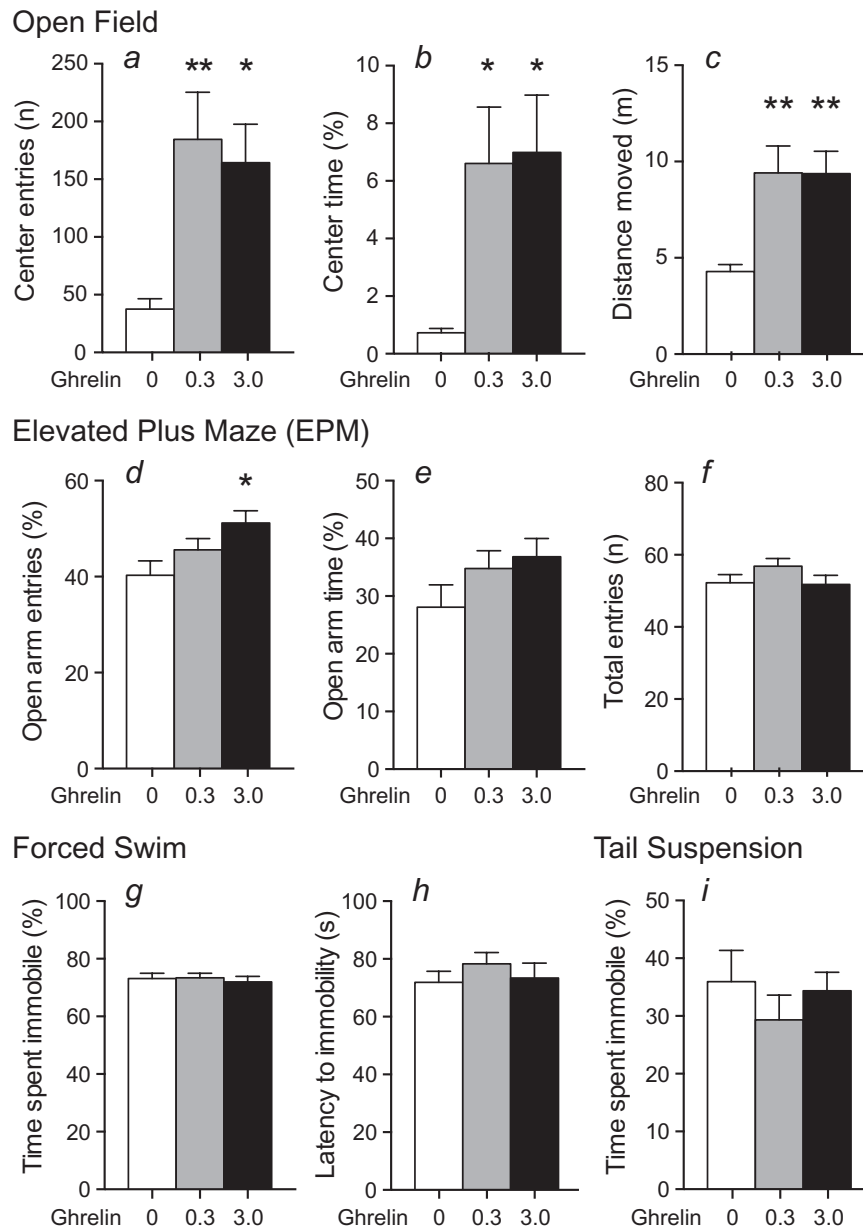 Open Field
a
Center entries (n)
250
200
150
100
50
0
** *
Ghrelin 0 0.3 3.0
b
Center time (%)
10
8
6
4
2
0
* *
Ghrelin 0 0.3 3.0
c
Distance moved (m)
15
10
5
0
** **
Ghrelin 0 0.3 3.0
Elevated Plus Maze (EPM)
d
Open arm entries (%)
60
40
20
0
*
Ghrelin 0 0.3 3.0
e
Open arm time (%)
50
40
30
20
10
0
Ghrelin 0 0.3 3.0
f
Total entries (n)
80
60
40
20
0
Ghrelin 0 0.3 3.0
Forced Swim
g
Time spent immobile (%)
100
80
60
40
20
0
Ghrelin 0 0.3 3.0
h
Latency to immobility (s)
100
80
60
40
20
0
Ghrelin 0 0.3 3.0
Tail Suspension
i
Time spent immobile (%)
50
40
30
20
10
0
Ghrelin 0 0.3 3.0